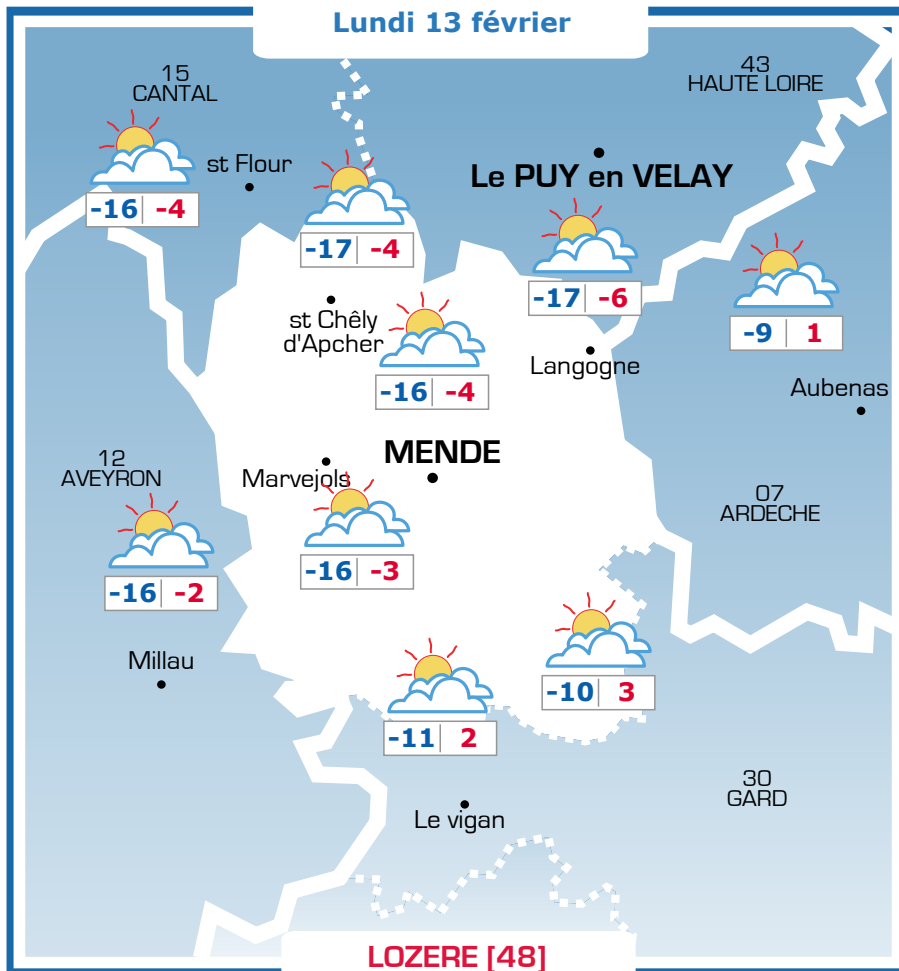 Lundi 13 février
15
CANTAL
43
HAUTE LOIRE
st Flour
Le PUY en VELAY
-16 -4
-17 -4
-17 -6
-9 1
st Chêly
d'Apcher
Langogne
-16 -4
Aubenas
MENDE
12
AVEYRON
Marvejols
07
ARDECHE
-16 -2
-16 -3
Millau
-10 3
-11 2
30
GARD
Le vigan
LOZERE [48]